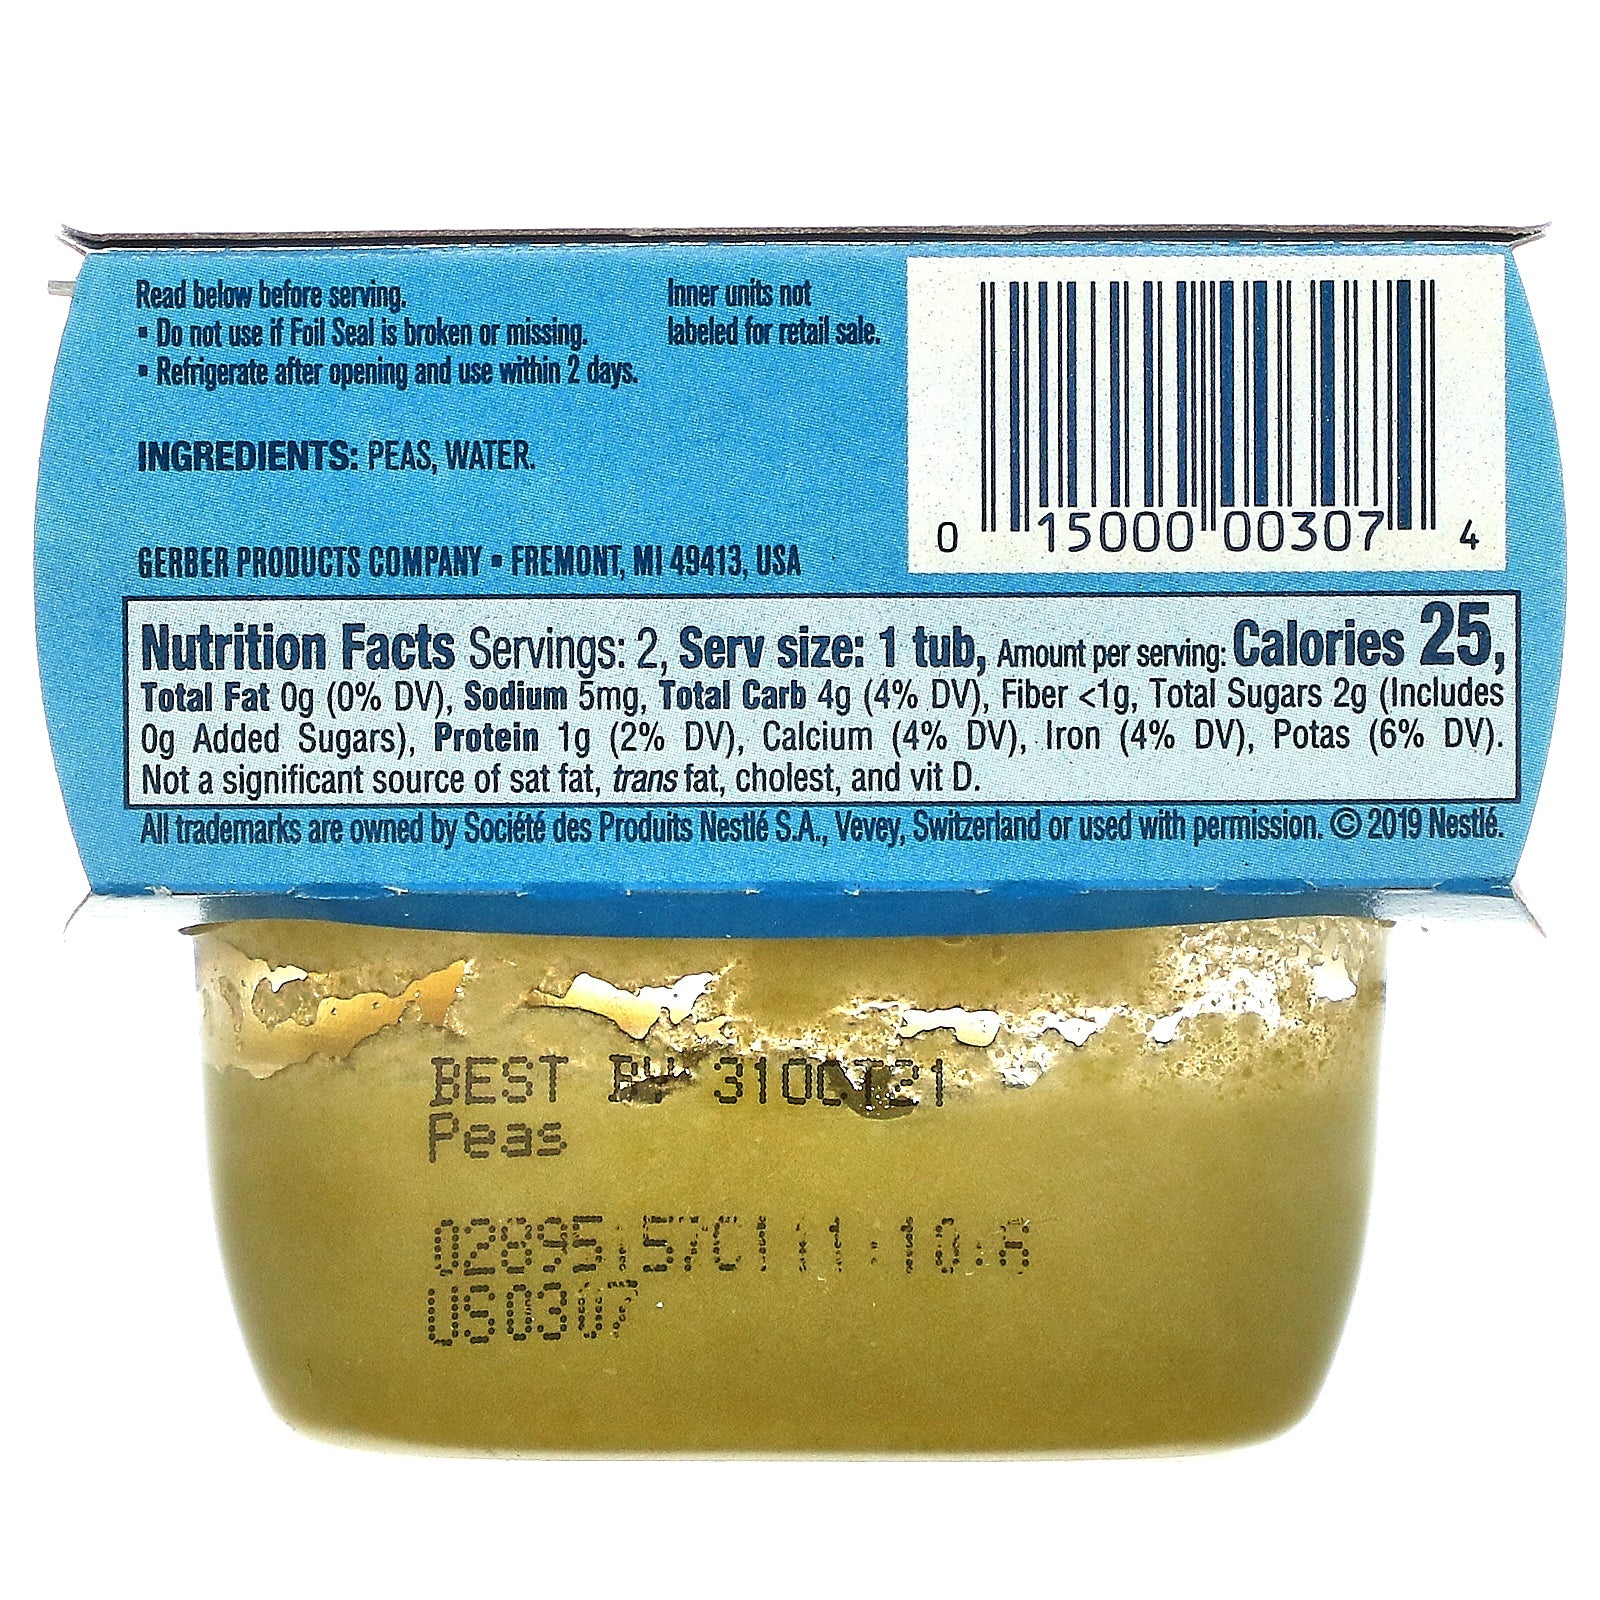 Read below before serving.
• Do not use if Foil Seal is broken or missing.
• Refrigerate after opening and use within 2 days.
Inner units not
labeled for retail sale.
INGREDIENTS: PEAS, WATER.
GERBER PRODUCTS COMPANY • FREMONT, MI 49413, USA
0 15000 00307 4
Nutrition Facts Servings: 2, Serv size: 1 tub, Amount per serving: Calories 25,
Total Fat 0g (0% DV), Sodium 5mg, Total Carb 4g (4% DV), Fiber <1g, Total Sugars 2g (Includes
0g Added Sugars), Protein 1g (2% DV), Calcium (4% DV), Iron (4% DV), Potas (6% DV).
Not a significant source of sat fat, trans fat, cholest, and vit D.
All trademarks are owned by Société des Produits Nestlé S.A., Vevey, Switzerland or used with permission. © 2019 Nestlé.
BEST BY 31OCT21
Peas
US0307